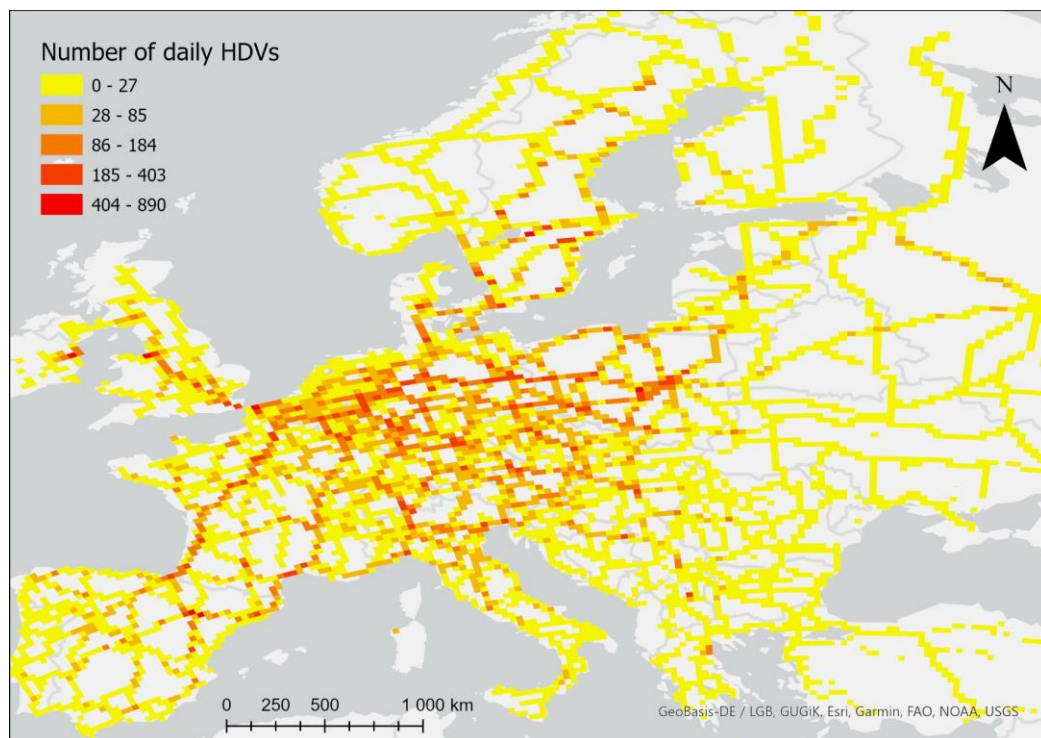 Number of daily HDVs
0 - 27
28 - 85
86 - 184
185 - 403
404 - 890
N
0 250 500 1 000 km
GeoBasis-DE / LGB, GUGiK, Esri, Garmin, FAO, NOAA, USGS